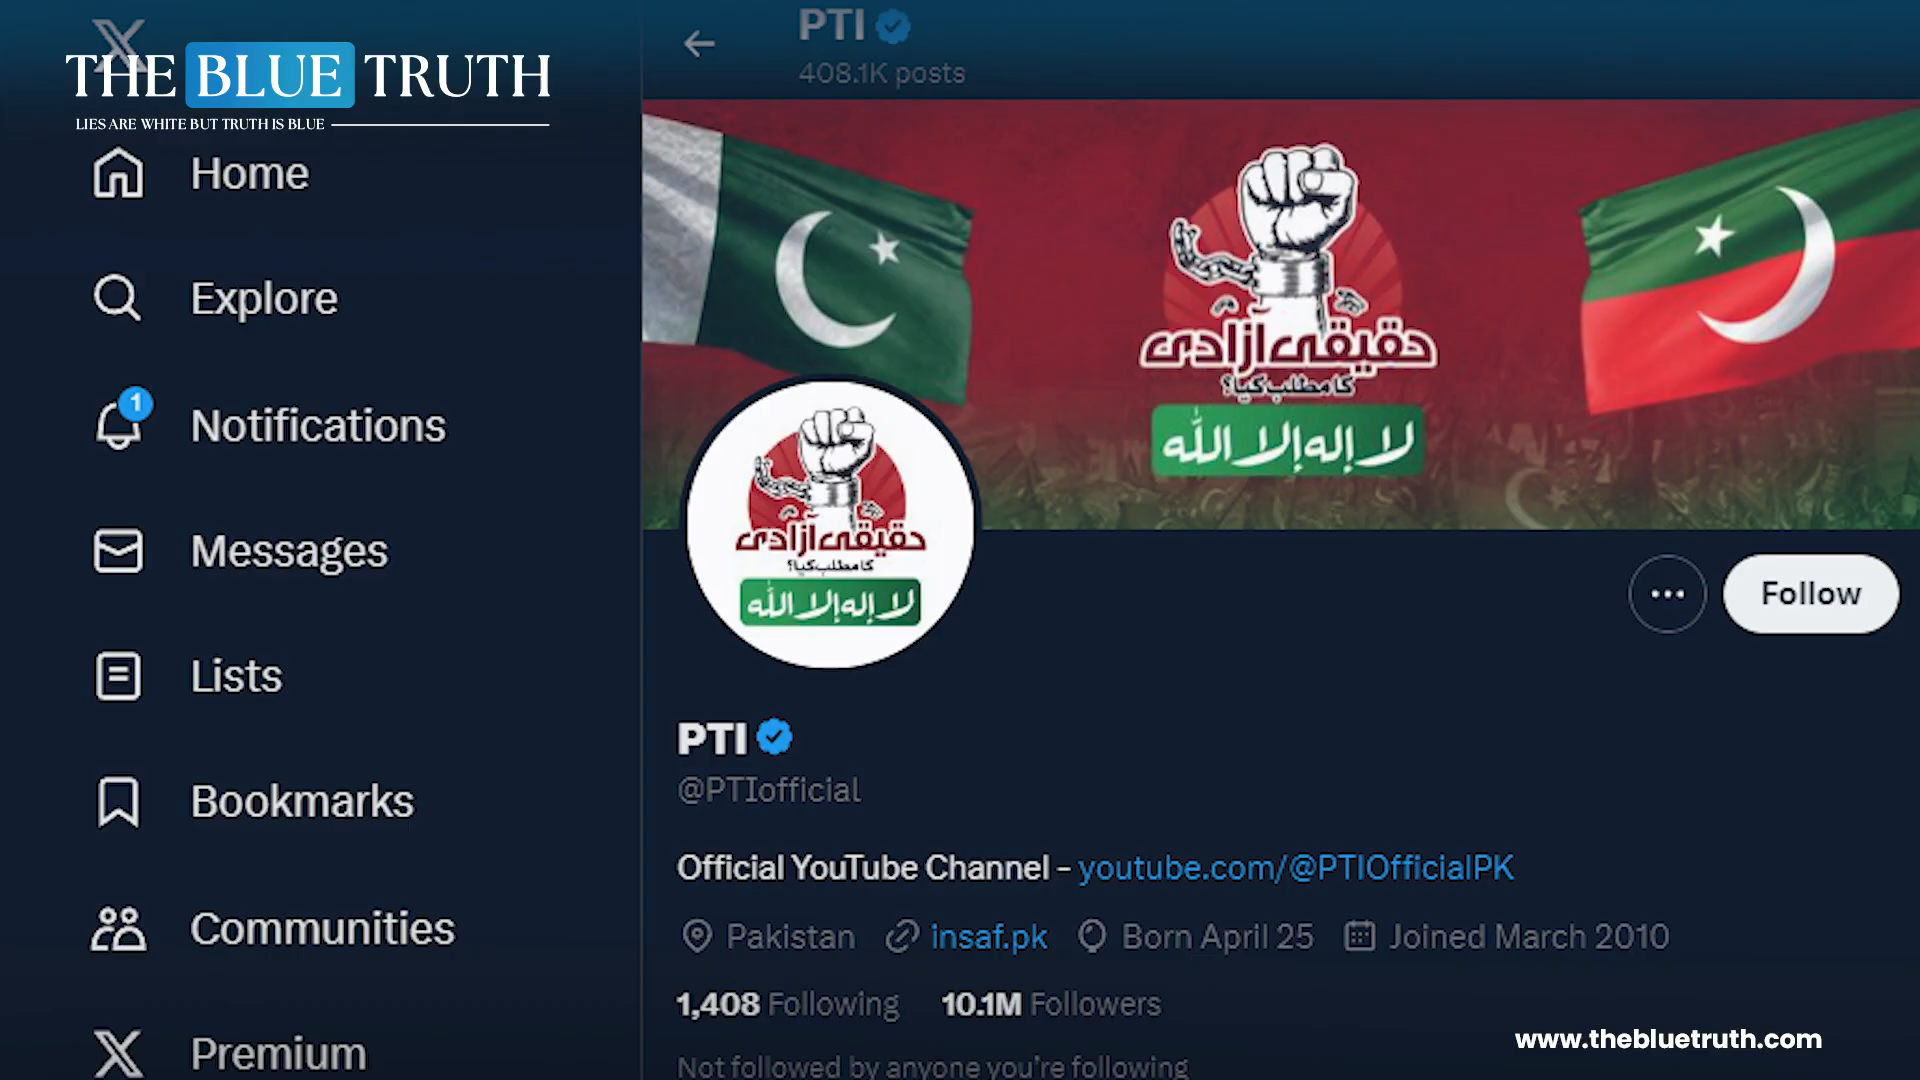 THE BLUE TRUTH
LIES ARE WHITE BUT TRUTH IS BLUE
Home
Explore
1
Notifications
Messages
Lists
Bookmarks
Communities
Premium
PTI
408.1K posts
حقیقی آزادی
کا مطلب کیا؟
لا إله إلا الله
حقیقی آزادی
کا مطلب کیا؟
لا إله إلا الله
Follow
PTI
@PTIofficial
Official YouTube Channel - youtube.com/@PTIOfficialPK
Pakistan insaf.pk Born April 25 Joined March 2010
1,408 Following 10.1M Followers
Not followed by anyone you're following
www.thebluetruth.com